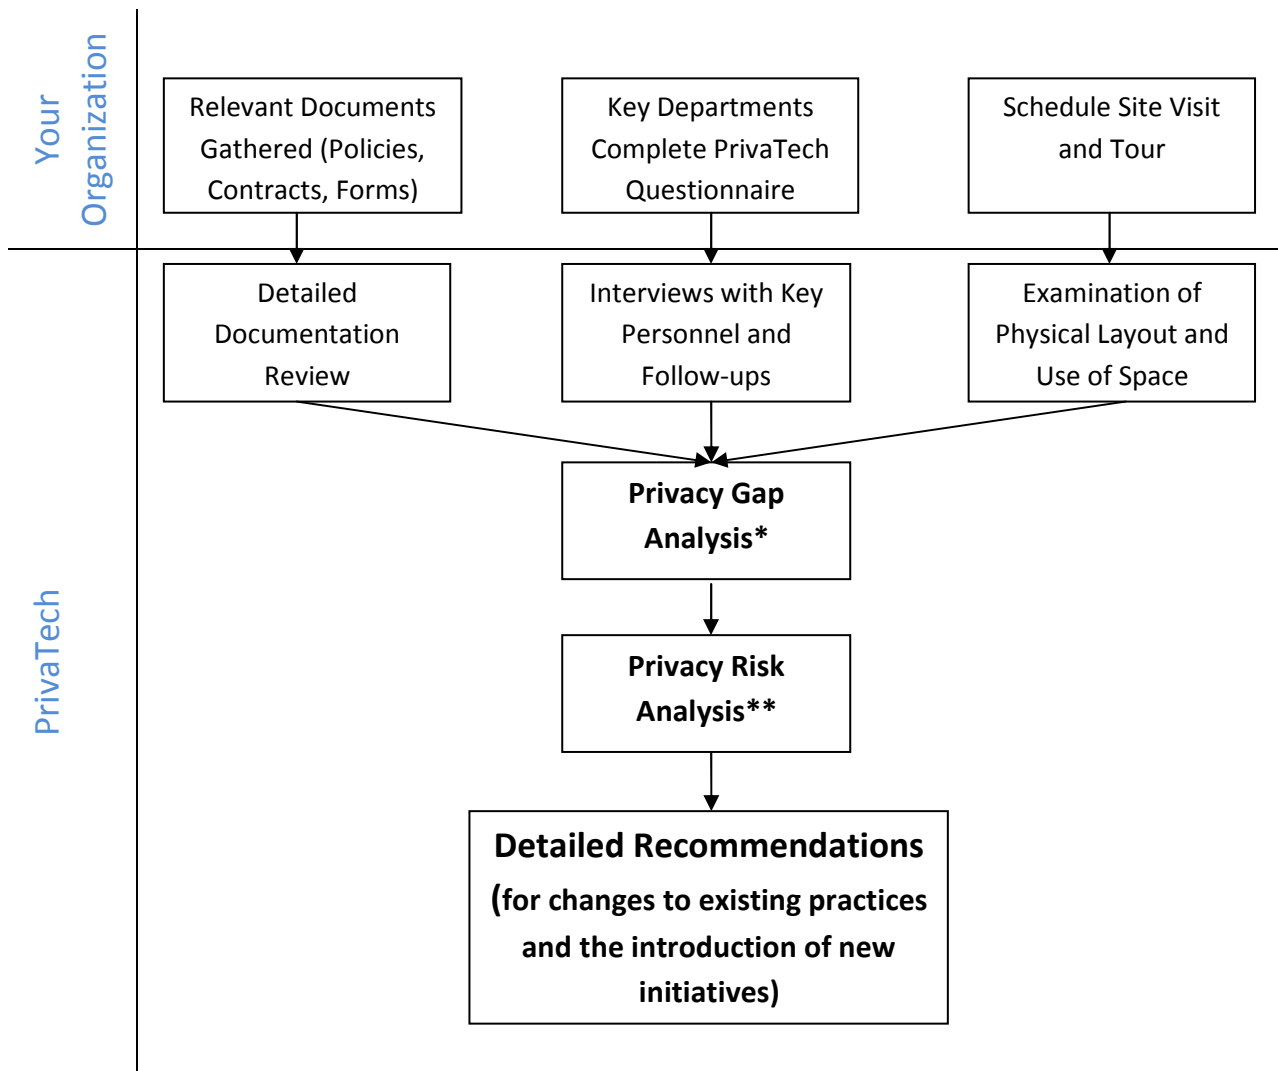 Your
Organization
Relevant Documents
Gathered (Policies,
Contracts, Forms)
Key Departments
Complete PrivaTech
Questionnaire
Schedule Site Visit
and Tour
PrivaTech
Detailed
Documentation
Review
Interviews with Key
Personnel and
Follow-ups
Examination of
Physical Layout and
Use of Space
Privacy Gap
Analysis*
Privacy Risk
Analysis**
Detailed Recommendations
(for changes to existing practices
and the introduction of new
initiatives)